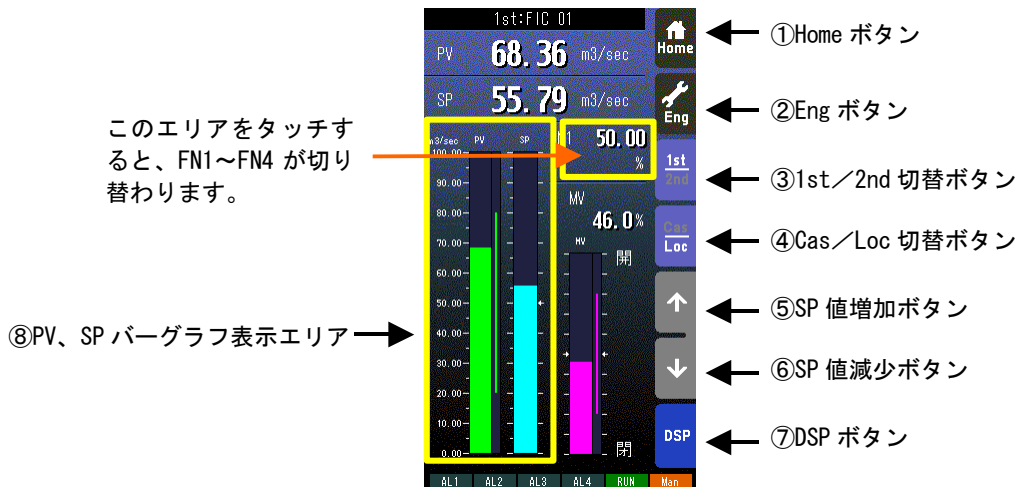 1st:FIC 01
PV 68.36 m3/sec
SP 55.79 m3/sec
m3/sec PV SP
100.00
90.00
80.00
70.00
60.00
50.00
40.00
30.00
20.00
10.00
0.00
50.00
%
MV
46.0%
MV
開
閉
AL1 AL2 AL3 AL4 RUN Man
Home
Eng
1st
2nd
Cas
Loc
DSP
このエリアをタッチす
ると、FN1～FN4 が切り
替わります。
⑧PV、SP バーグラフ表示エリア
①Home ボタン
②Eng ボタン
③1st／2nd 切替ボタン
④Cas／Loc 切替ボタン
⑤SP 値増加ボタン
⑥SP 値減少ボタン
⑦DSP ボタン